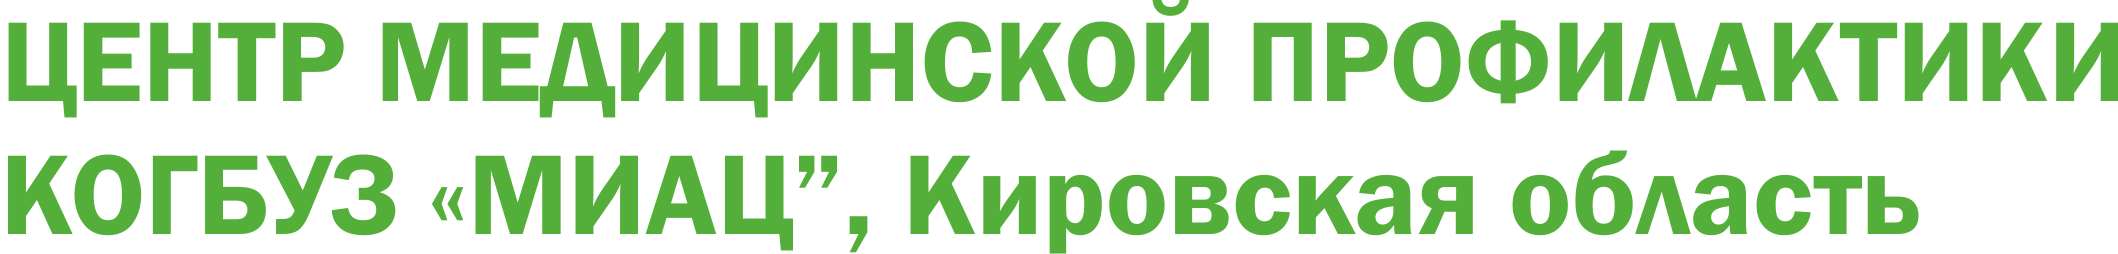 ЦЕНТР МЕДИЦИНСКОЙ ПРОФИЛАКТИКИ
КОГБУЗ «МИАЦ”, Кировская область